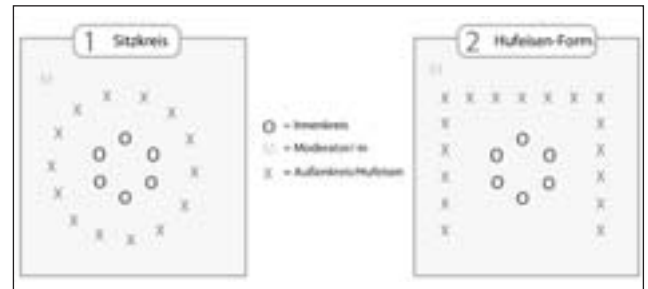 1 Sitzkreis
2 Hufeisen-Form
O = Innenkreis
M = Moderator/-in
X = Außenkreis/Hufeisen